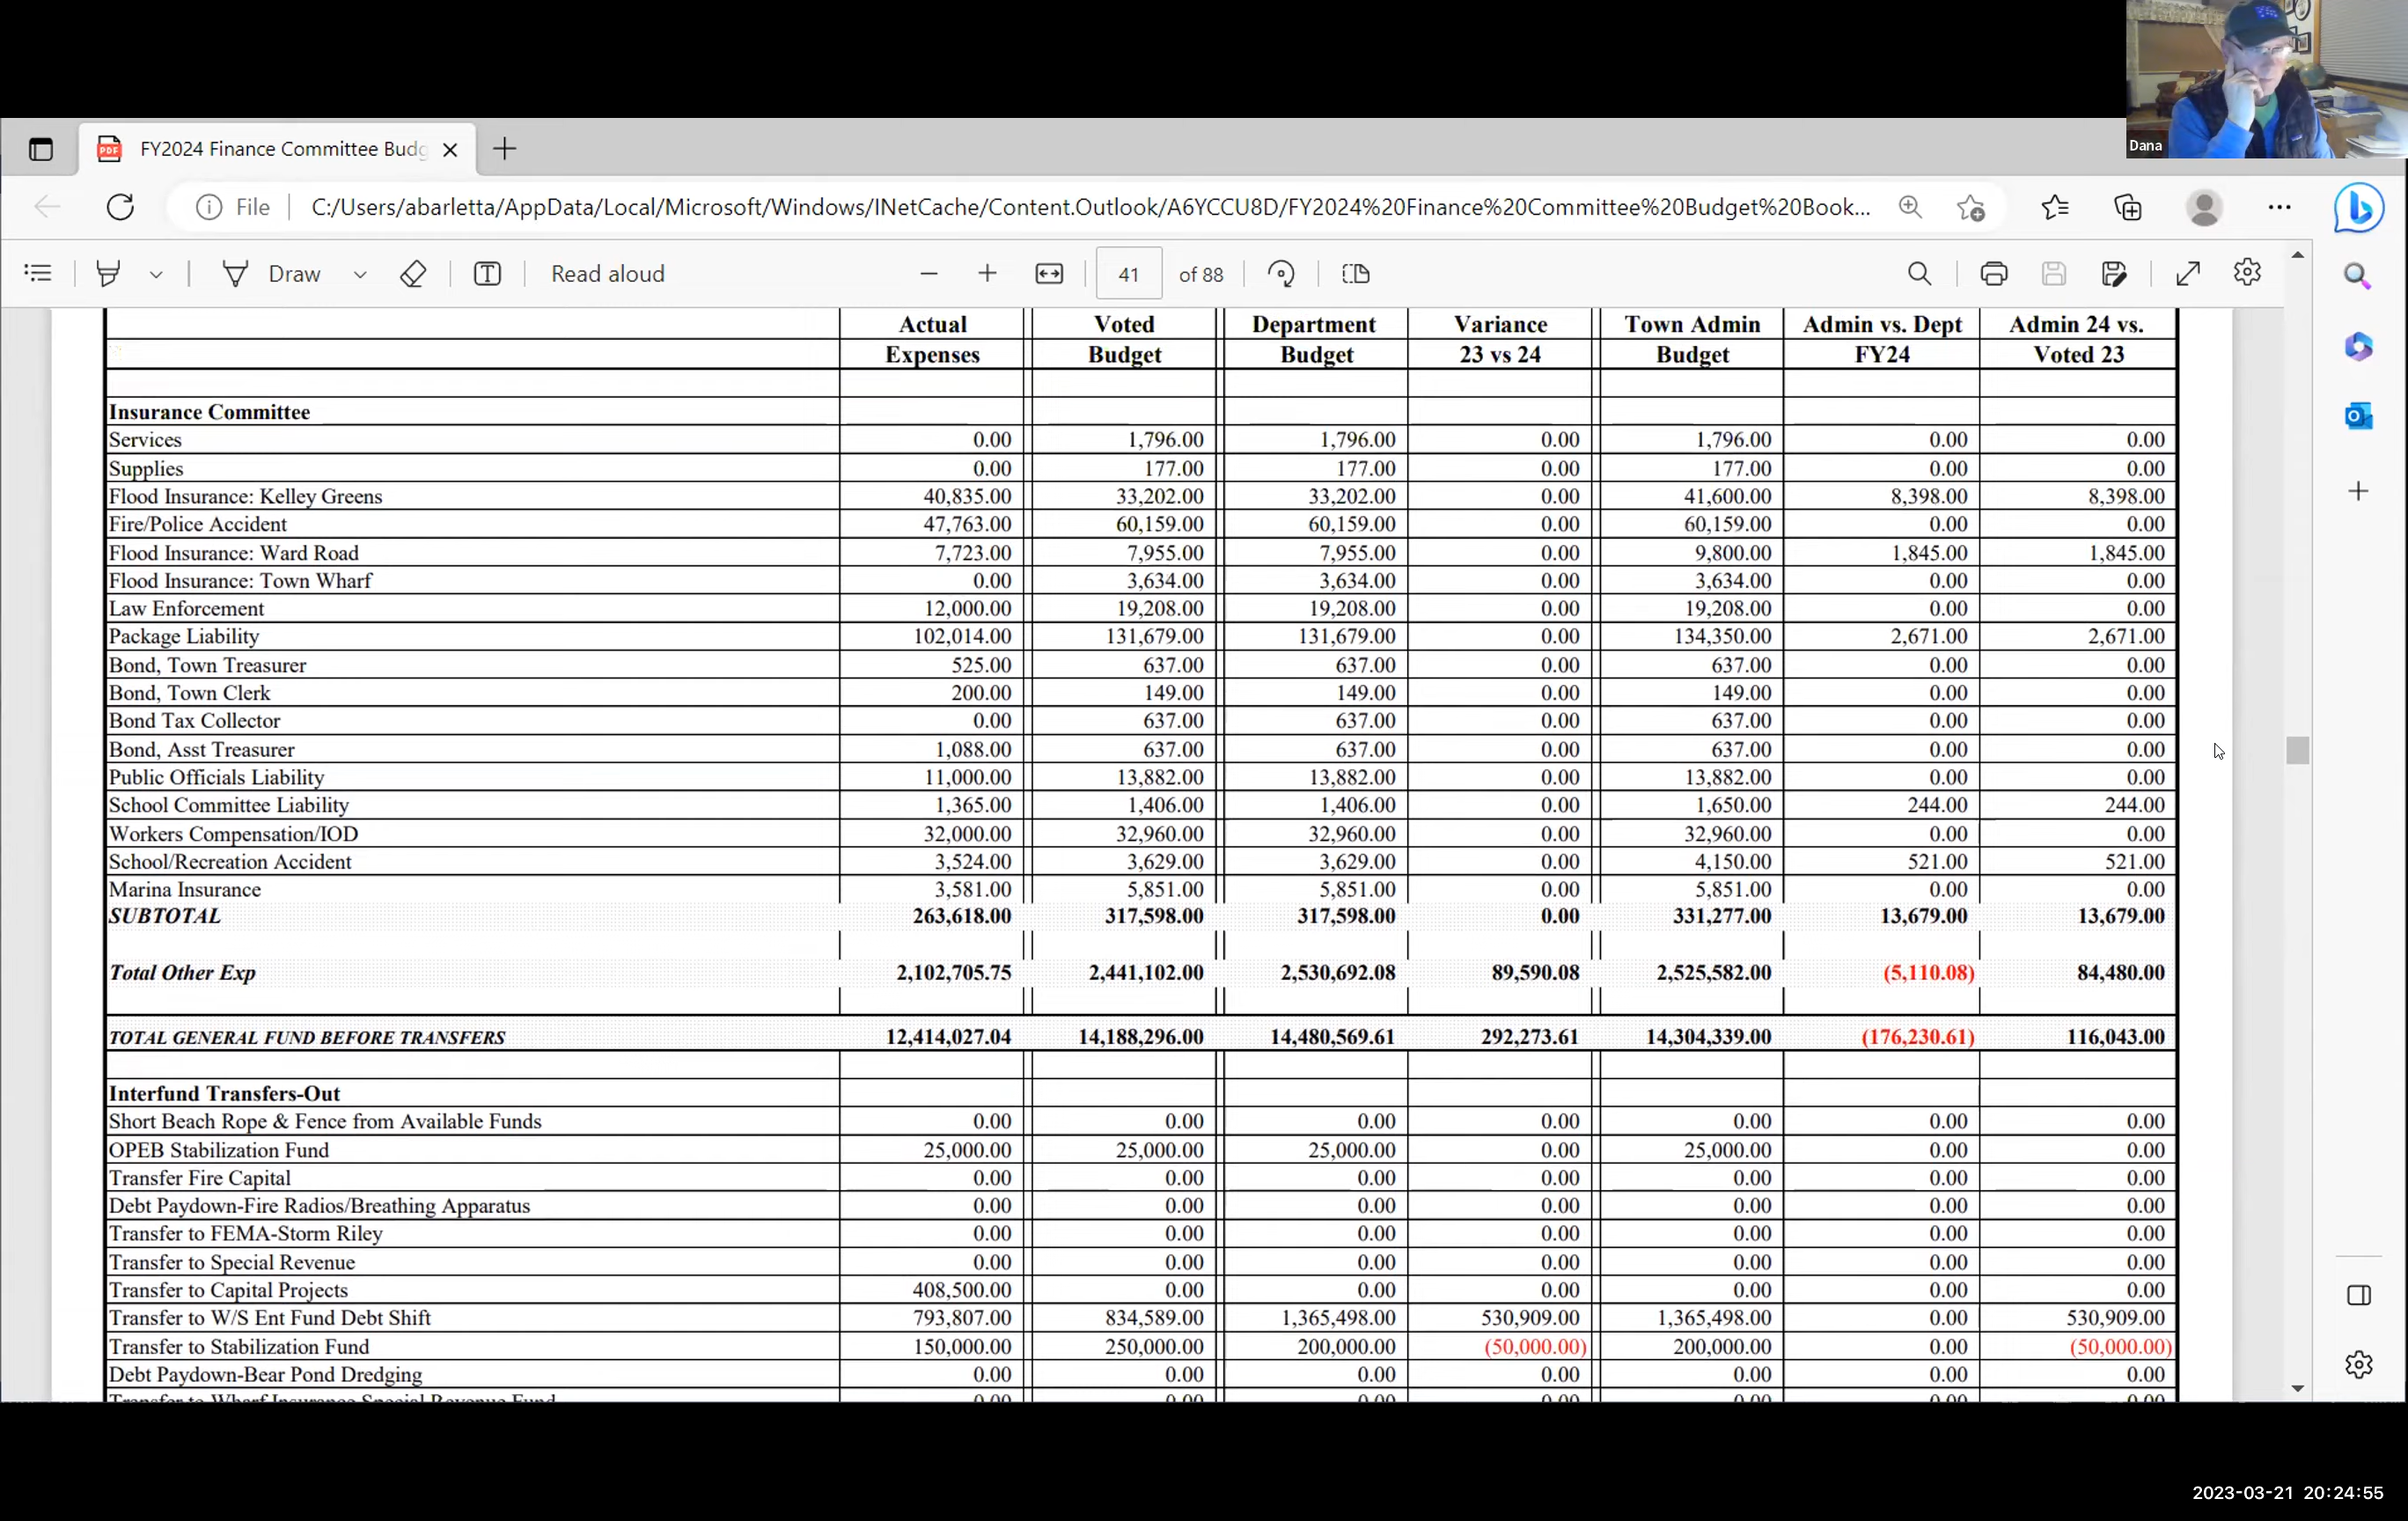 Dana
FY2024 Finance Committee Budg
File C:/Users/abarletta/AppData/Local/Microsoft/Windows/INetCache/Content.Outlook/A6YCCU8D/FY2024%20Finance%20Committee%20Budget%20Book...
Draw Read aloud 41 of 88
Actual Voted Department Variance Town Admin Admin vs. Dept Admin 24 vs.
Expenses Budget Budget 23 vs 24 Budget FY24 Voted 23
Insurance Committee
Services 0.00 1,796.00 1,796.00 0.00 1,796.00 0.00 0.00
Supplies 0.00 177.00 177.00 0.00 177.00 0.00 0.00
Flood Insurance: Kelley Greens 40,835.00 33,202.00 33,202.00 0.00 41,600.00 8,398.00 8,398.00
Fire/Police Accident 47,763.00 60,159.00 60,159.00 0.00 60,159.00 0.00 0.00
Flood Insurance: Ward Road 7,723.00 7,955.00 7,955.00 0.00 9,800.00 1,845.00 1,845.00
Flood Insurance: Town Wharf 0.00 3,634.00 3,634.00 0.00 3,634.00 0.00 0.00
Law Enforcement 12,000.00 19,208.00 19,208.00 0.00 19,208.00 0.00 0.00
Package Liability 102,014.00 131,679.00 131,679.00 0.00 134,350.00 2,671.00 2,671.00
Bond, Town Treasurer 525.00 637.00 637.00 0.00 637.00 0.00 0.00
Bond, Town Clerk 200.00 149.00 149.00 0.00 149.00 0.00 0.00
Bond Tax Collector 0.00 637.00 637.00 0.00 637.00 0.00 0.00
Bond, Asst Treasurer 1,088.00 637.00 637.00 0.00 637.00 0.00 0.00
Public Officials Liability 11,000.00 13,882.00 13,882.00 0.00 13,882.00 0.00 0.00
School Committee Liability 1,365.00 1,406.00 1,406.00 0.00 1,650.00 244.00 244.00
Workers Compensation/IOD 32,000.00 32,960.00 32,960.00 0.00 32,960.00 0.00 0.00
School/Recreation Accident 3,524.00 3,629.00 3,629.00 0.00 4,150.00 521.00 521.00
Marina Insurance 3,581.00 5,851.00 5,851.00 0.00 5,851.00 0.00 0.00
SUBTOTAL 263,618.00 317,598.00 317,598.00 0.00 331,277.00 13,679.00 13,679.00
Total Other Exp 2,102,705.75 2,441,102.00 2,530,692.08 89,590.08 2,525,582.00 (5,110.08) 84,480.00
TOTAL GENERAL FUND BEFORE TRANSFERS 12,414,027.04 14,188,296.00 14,480,569.61 292,273.61 14,304,339.00 (176,230.61) 116,043.00
Interfund Transfers-Out
Short Beach Rope & Fence from Available Funds 0.00 0.00 0.00 0.00 0.00 0.00 0.00
OPEB Stabilization Fund 25,000.00 25,000.00 25,000.00 0.00 25,000.00 0.00 0.00
Transfer Fire Capital 0.00 0.00 0.00 0.00 0.00 0.00 0.00
Debt Paydown-Fire Radios/Breathing Apparatus 0.00 0.00 0.00 0.00 0.00 0.00 0.00
Transfer to FEMA-Storm Riley 0.00 0.00 0.00 0.00 0.00 0.00 0.00
Transfer to Special Revenue 0.00 0.00 0.00 0.00 0.00 0.00 0.00
Transfer to Capital Projects 408,500.00 0.00 0.00 0.00 0.00 0.00 0.00
Transfer to W/S Ent Fund Debt Shift 793,807.00 834,589.00 1,365,498.00 530,909.00 1,365,498.00 0.00 530,909.00
Transfer to Stabilization Fund 150,000.00 250,000.00 200,000.00 (50,000.00) 200,000.00 0.00 (50,000.00)
Debt Paydown-Bear Pond Dredging 0.00 0.00 0.00 0.00 0.00 0.00 0.00
Transfer to Wharf Insurance Special Revenue Fund 0.00 0.00 0.00 0.00 0.00 0.00 0.00
2023-03-21 20:24:55